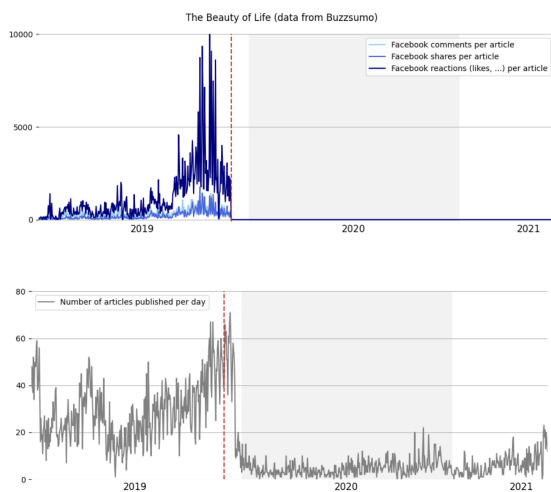 The Beauty of Life (data from Buzzsumo)
10000
Facebook comments per article
Facebook shares per article
Facebook reactions (likes, ...) per article
5000
0
2019 2020 2021
80
Number of articles published per day
60
40
20
0
2019 2020 2021